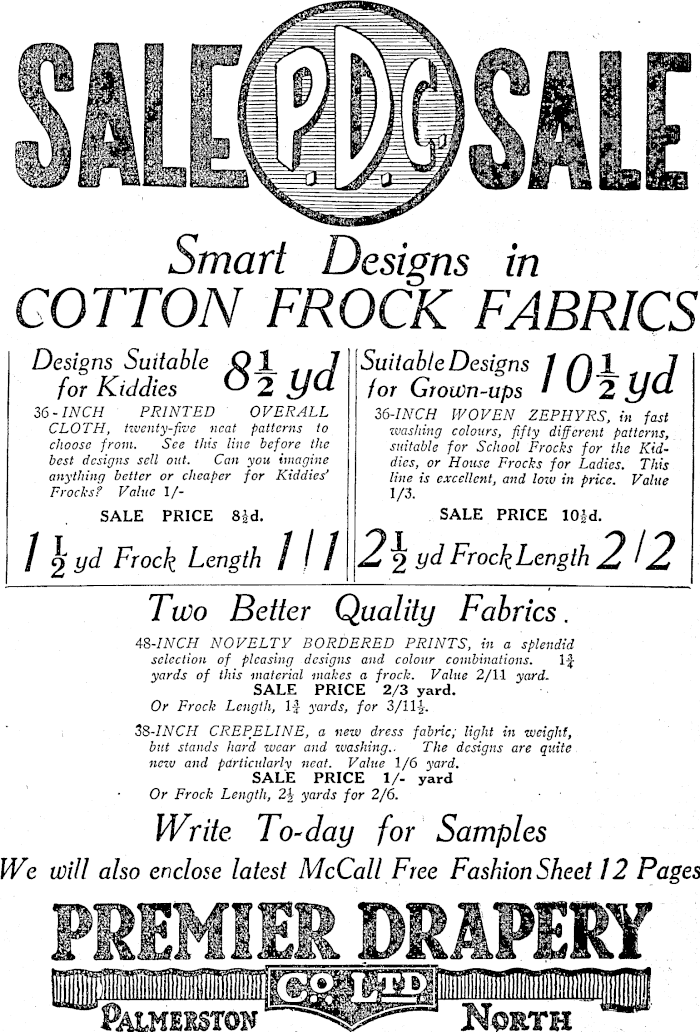 SALE P.D.C. SALE
Smart Designs in
COTTON FROCK FABRICS
Designs Suitable
for Kiddies 8½ yd
36-INCH PRINTED OVERALL
CLOTH, twenty-five neat patterns to
choose from. See this line before the
best designs sell out. Can you imagine
anything better or cheaper for Kiddies'
Frocks? Value 1/-
SALE PRICE 8½d.
1½ yd Frock Length 1/1
Suitable Designs
for Grown-ups 10½ yd
36-INCH WOVEN ZEPHYRS, in fast
washing colours, fifty different patterns,
suitable for School Frocks for the Kid-
dies, or House Frocks for Ladies. This
line is excellent, and low in price. Value
1/3.
SALE PRICE 10½d.
2½ yd Frock Length 2/2
Two Better Quality Fabrics.
48-INCH NOVELTY BORDERED PRINTS, in a splendid
selection of pleasing designs and colour combinations. 1¾
yards of this material makes a frock. Value 2/11 yard.
SALE PRICE 2/3 yard.
Or Frock Length, 1¾ yards, for 3/11½.
38-INCH CREPELINE, a new dress fabric, light in weight,
but stands hard wear and washing. The designs are quite
new and particularly neat. Value 1/6 yard.
SALE PRICE 1/- yard
Or Frock Length, 2½ yards for 2/6.
Write To-day for Samples
We will also enclose latest McCall Free Fashion Sheet 12 Pages
PREMIER DRAPERY
CO. LTD.
PALMERSTON NORTH